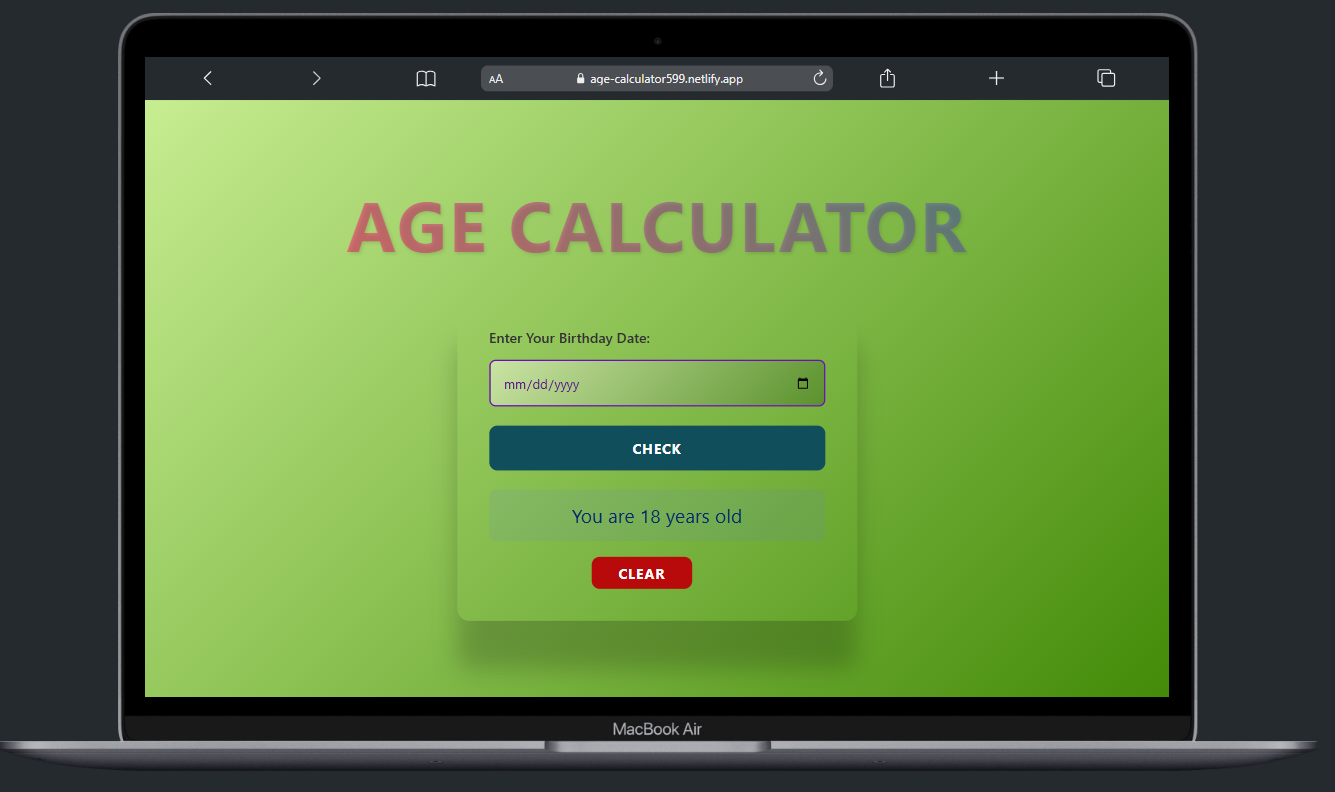 AA age-calculator599.netlify.app
AGE CALCULATOR
Enter Your Birthday Date:
mm/dd/yyyy
CHECK
You are 18 years old
CLEAR
MacBook Air